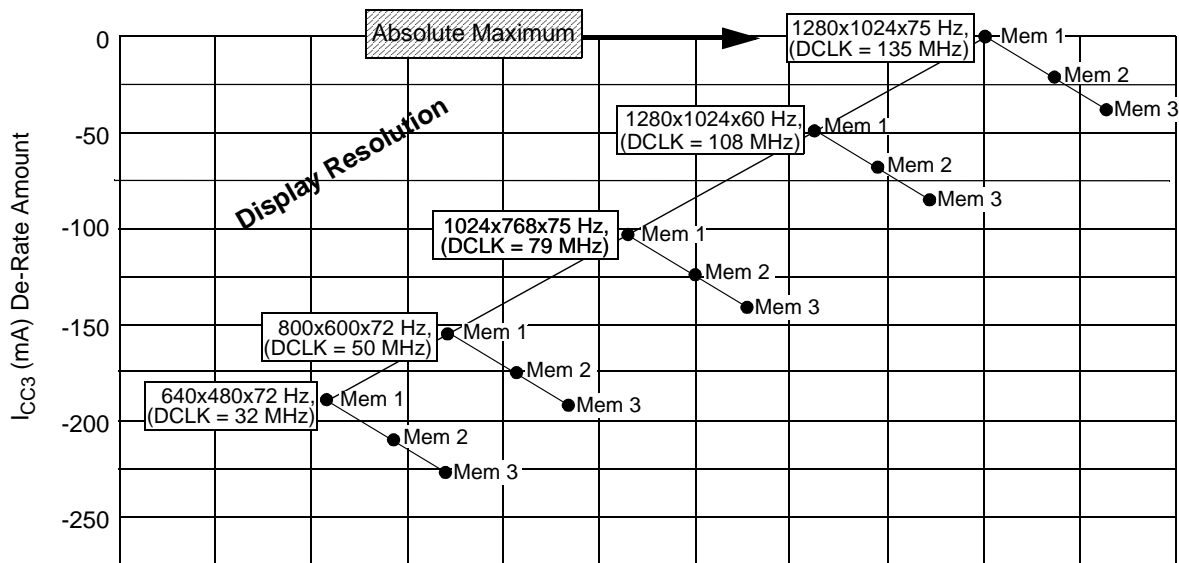 Absolute Maximum
1280x1024x75 Hz,
(DCLK = 135 MHz)
Mem 1
Mem 2
Mem 3
1280x1024x60 Hz,
(DCLK = 108 MHz)
Mem 1
Mem 2
Mem 3
Display Resolution
1024x768x75 Hz,
(DCLK = 79 MHz)
Mem 1
Mem 2
Mem 3
800x600x72 Hz,
(DCLK = 50 MHz)
Mem 1
Mem 2
Mem 3
640x480x72 Hz,
(DCLK = 32 MHz)
Mem 1
Mem 2
Mem 3
0
-50
-100
-150
-200
-250
ICC3 (mA) De-Rate Amount